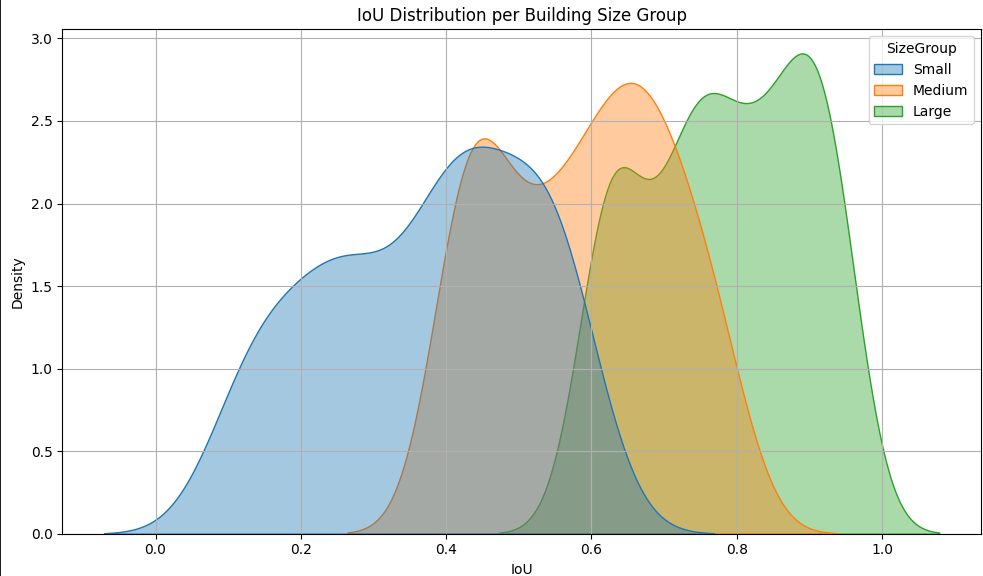 IoU Distribution per Building Size Group
SizeGroup
Small
Medium
Large
Density
3.0
2.5
2.0
1.5
1.0
0.5
0.0
0.0 0.2 0.4 0.6 0.8 1.0
IoU